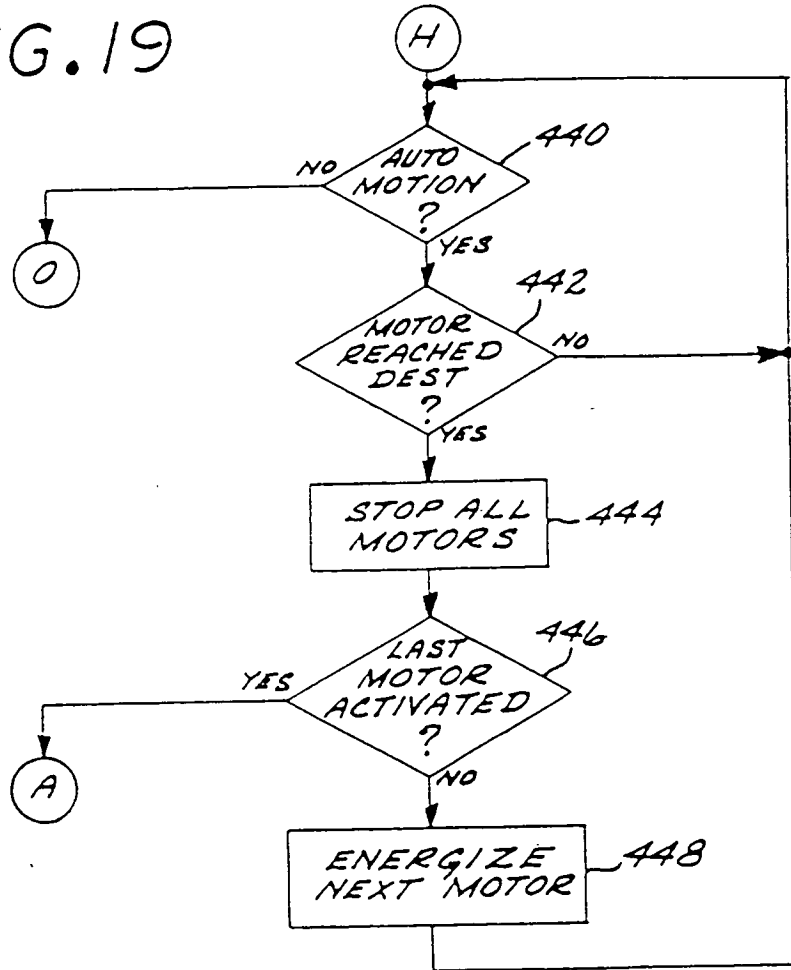 G.19
H
440
AUTO
MOTION
?
NO
YES
O
442
MOTOR
REACHED
DEST
?
NO
YES
STOP ALL
MOTORS
444
446
LAST
MOTOR
ACTIVATED
?
YES
NO
A
ENERGIZE
NEXT MOTOR
448